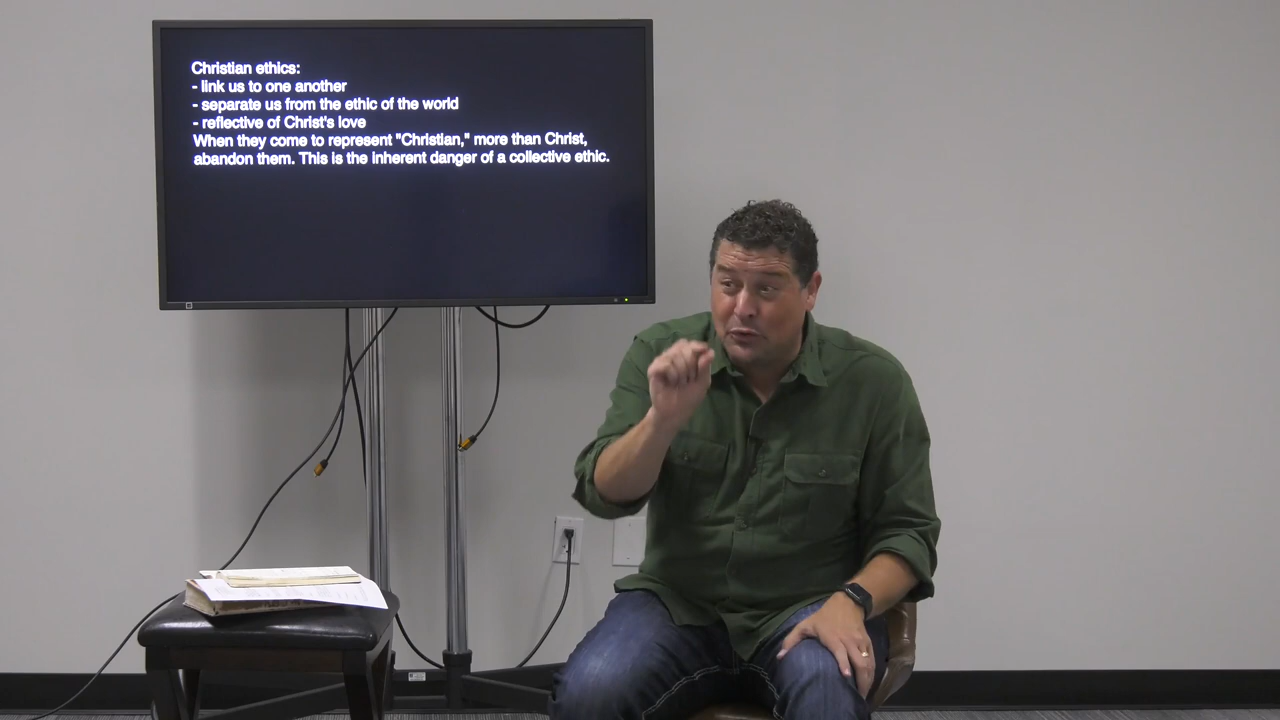 Christian ethics:
- link us to one another
- separate us from the ethic of the world
- reflective of Christ's love
When they come to represent "Christian," more than Christ,
abandon them. This is the inherent danger of a collective ethic.